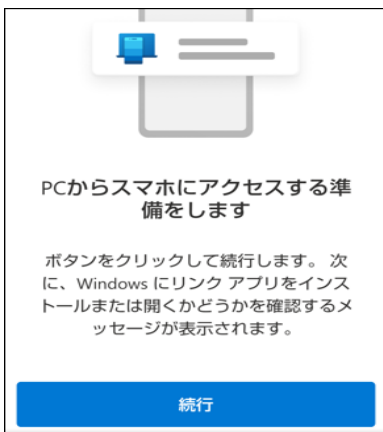 PCからスマホにアクセスする準
備をします
ボタンをクリックして続行します。 次
に、Windows にリンク アプリをインス
トールまたは開くかどうかを確認するメ
ッセージが表示されます。
続行